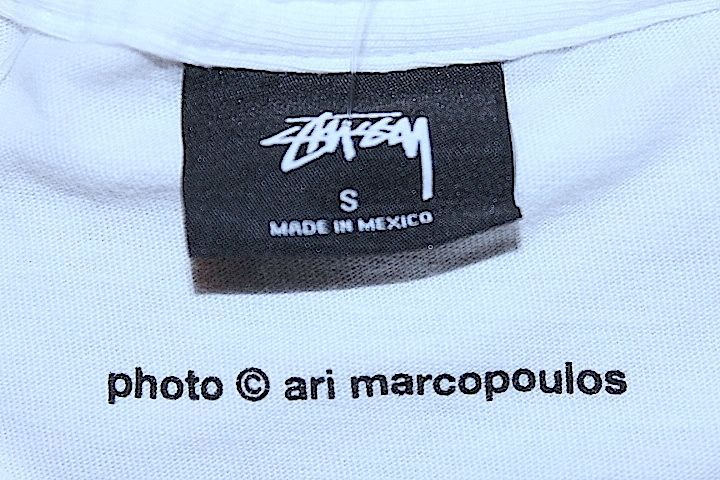 Stüssy
S
MADE IN MEXICO
photo © ari marcopoulos